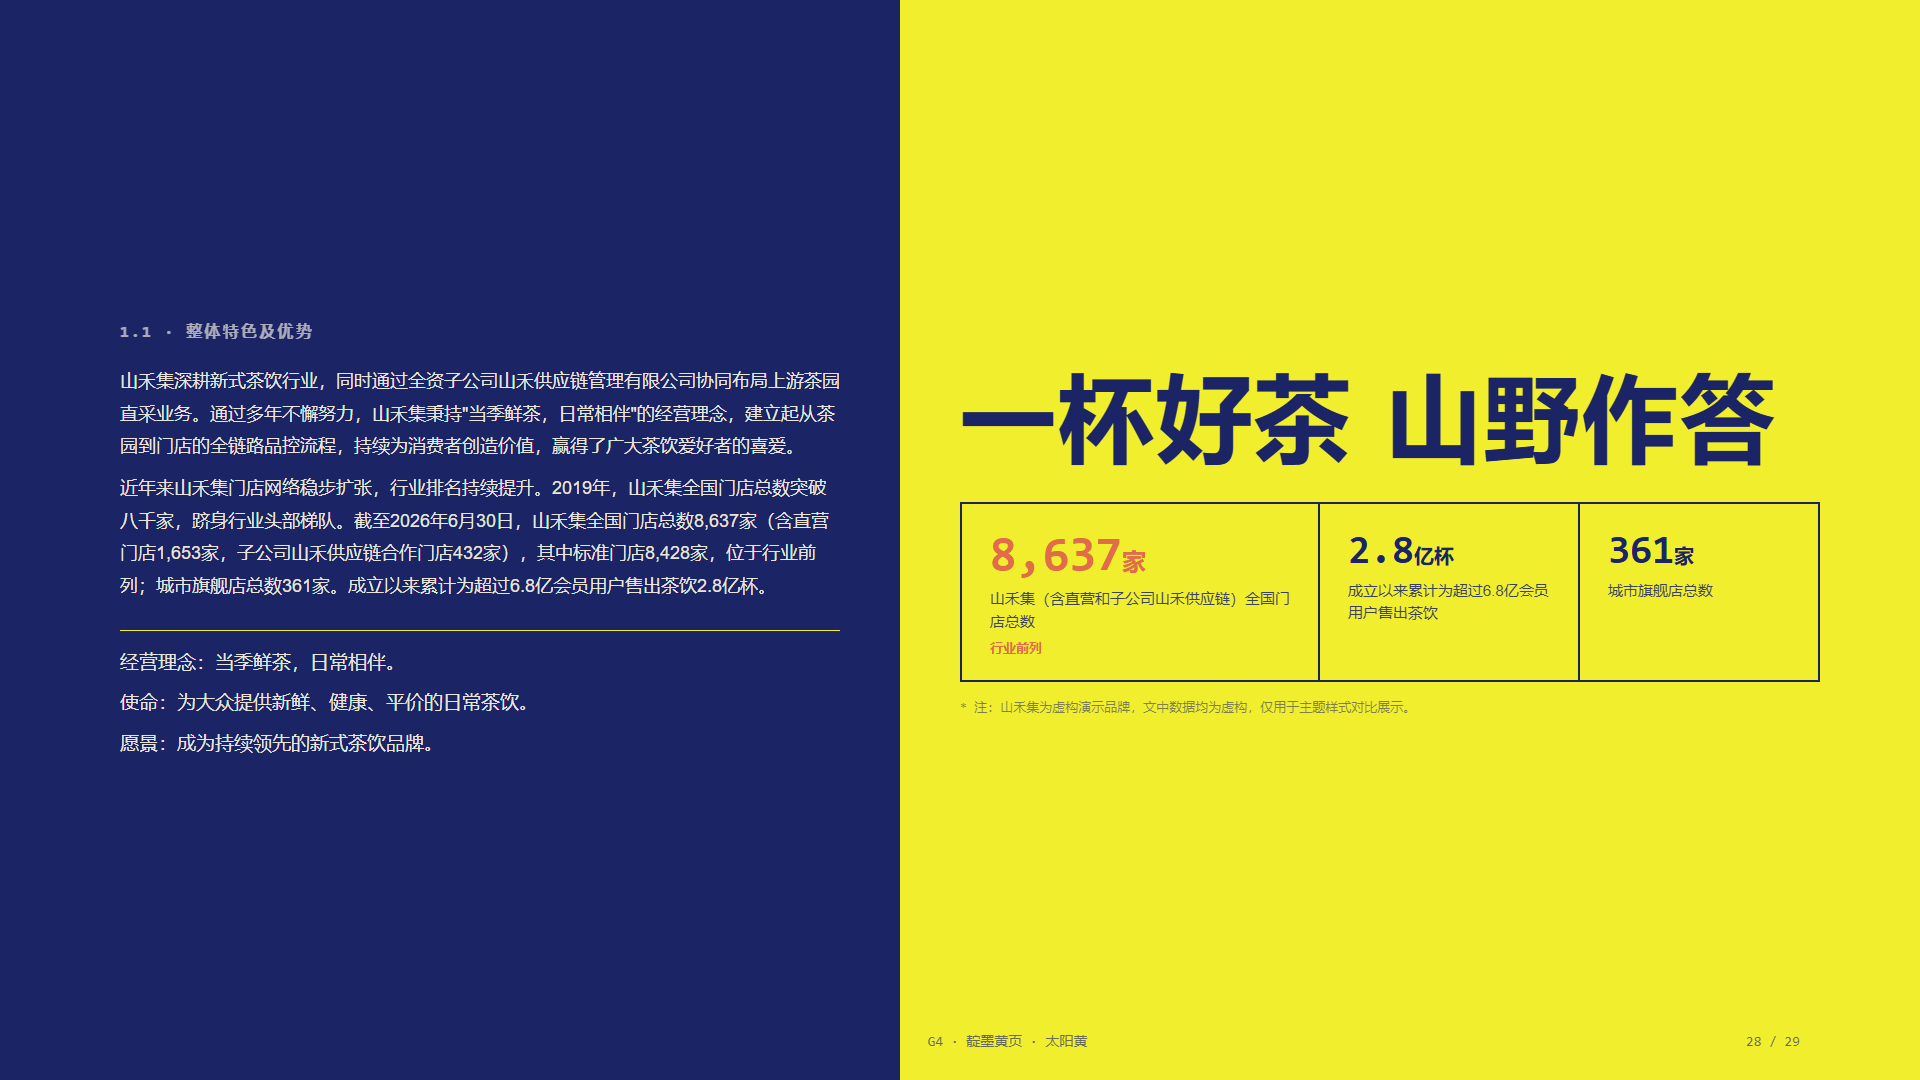 1.1 · 整体特色及优势
山禾集深耕新式茶饮行业，同时通过全资子公司山禾供应链管理有限公司协同布局上游茶园
直采业务。通过多年不懈努力，山禾集秉持"当季鲜茶，日常相伴"的经营理念，建立起从茶
园到门店的全链路品控流程，持续为消费者创造价值，赢得了广大茶饮爱好者的喜爱。
近年来山禾集门店网络稳步扩张，行业排名持续提升。2019年，山禾集全国门店总数突破
八千家，跻身行业头部梯队。截至2026年6月30日，山禾集全国门店总数8,637家（含直营
门店1,653家，子公司山禾供应链合作门店432家），其中标准门店8,428家，位于行业前
列；城市旗舰店总数361家。成立以来累计为超过6.8亿会员用户售出茶饮2.8亿杯。
经营理念：当季鲜茶，日常相伴。
使命：为大众提供新鲜、健康、平价的日常茶饮。
愿景：成为持续领先的新式茶饮品牌。
一杯好茶 山野作答
8,637家
山禾集（含直营和子公司山禾供应链）全国门
店总数
行业前列
2.8亿杯
成立以来累计为超过6.8亿会员
用户售出茶饮
361家
城市旗舰店总数
* 注：山禾集为虚构演示品牌，文中数据均为虚构，仅用于主题样式对比展示。
G4 · 靛墨黄页 · 太阳黄
28 / 29